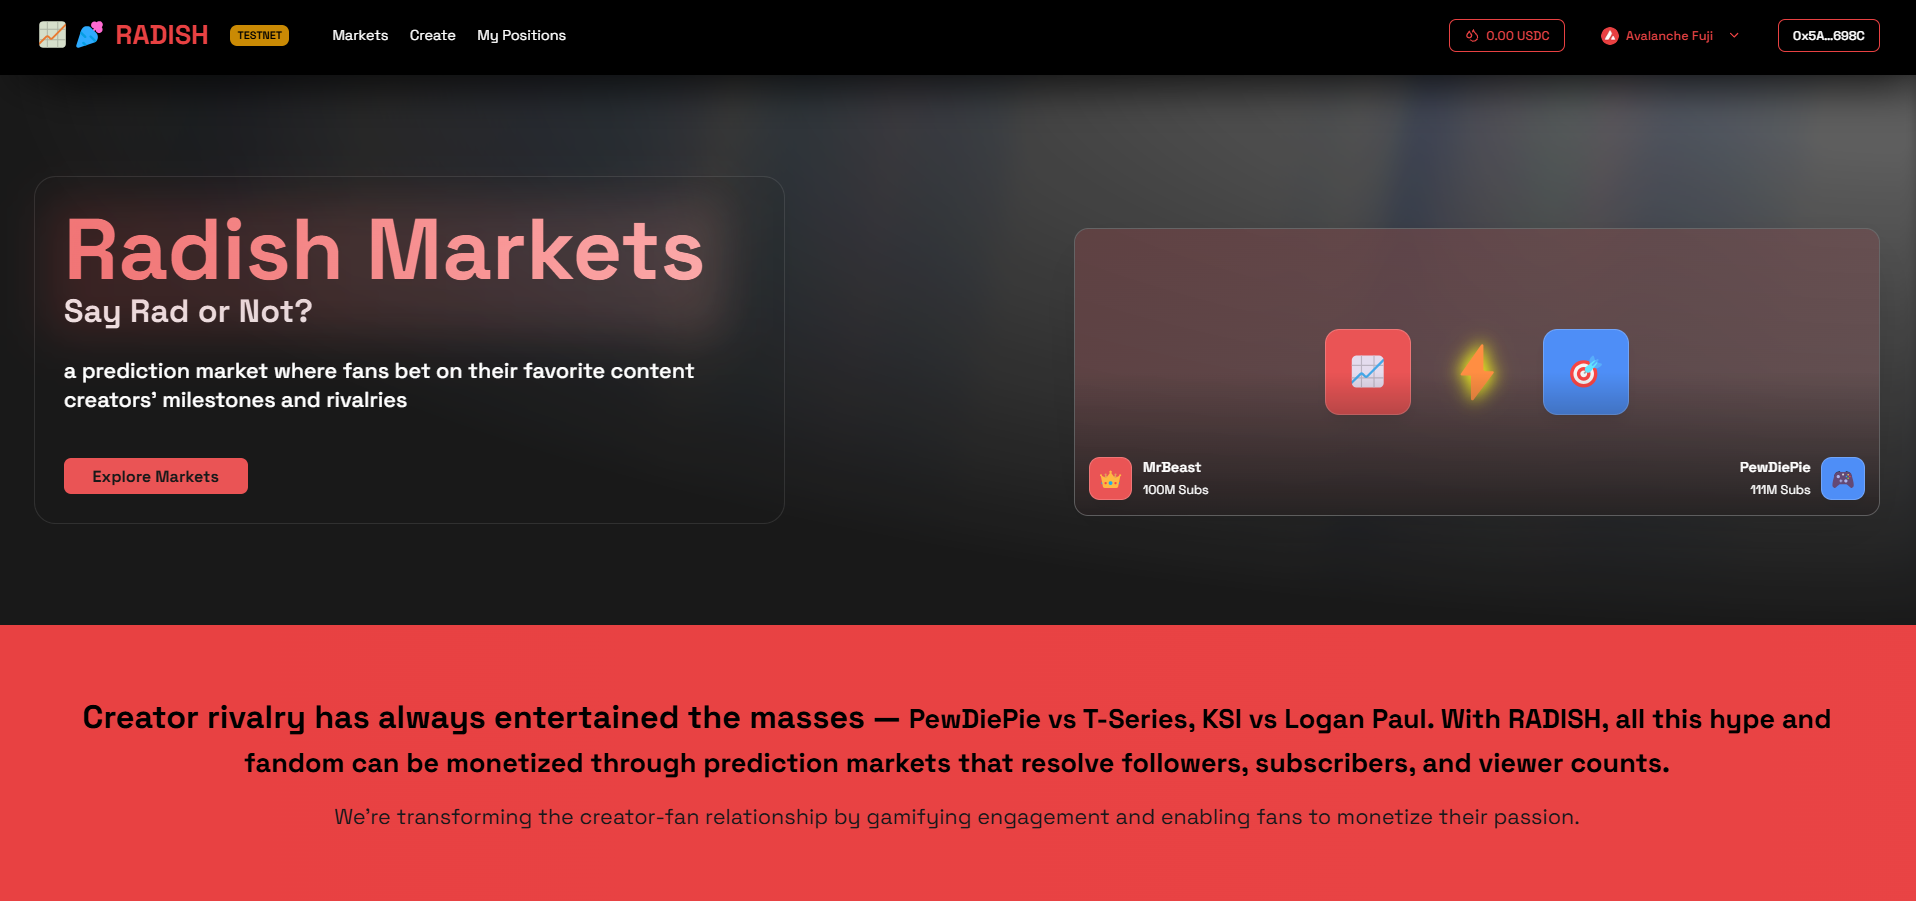 RADISH
TESTNET
Markets
Create
My Positions
0.00 USDC
Avalanche Fuji
0x5A...698C
Radish Markets
Say Rad or Not?
a prediction market where fans bet on their favorite content
creators' milestones and rivalries
Explore Markets
MrBeast
100M Subs
PewDiePie
111M Subs
Creator rivalry has always entertained the masses — PewDiePie vs T-Series, KSI vs Logan Paul. With RADISH, all this hype and
fandom can be monetized through prediction markets that resolve followers, subscribers, and viewer counts.
We're transforming the creator-fan relationship by gamifying engagement and enabling fans to monetize their passion.